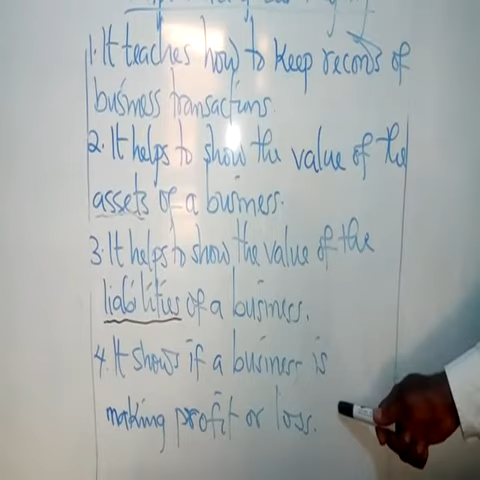 1. It teaches how to keep records of
business transactions.
2. It helps to show the value of the
assets of a business.
3. It helps to show the value of the
liabilities of a business.
4. It shows if a business is
making profit or loss.